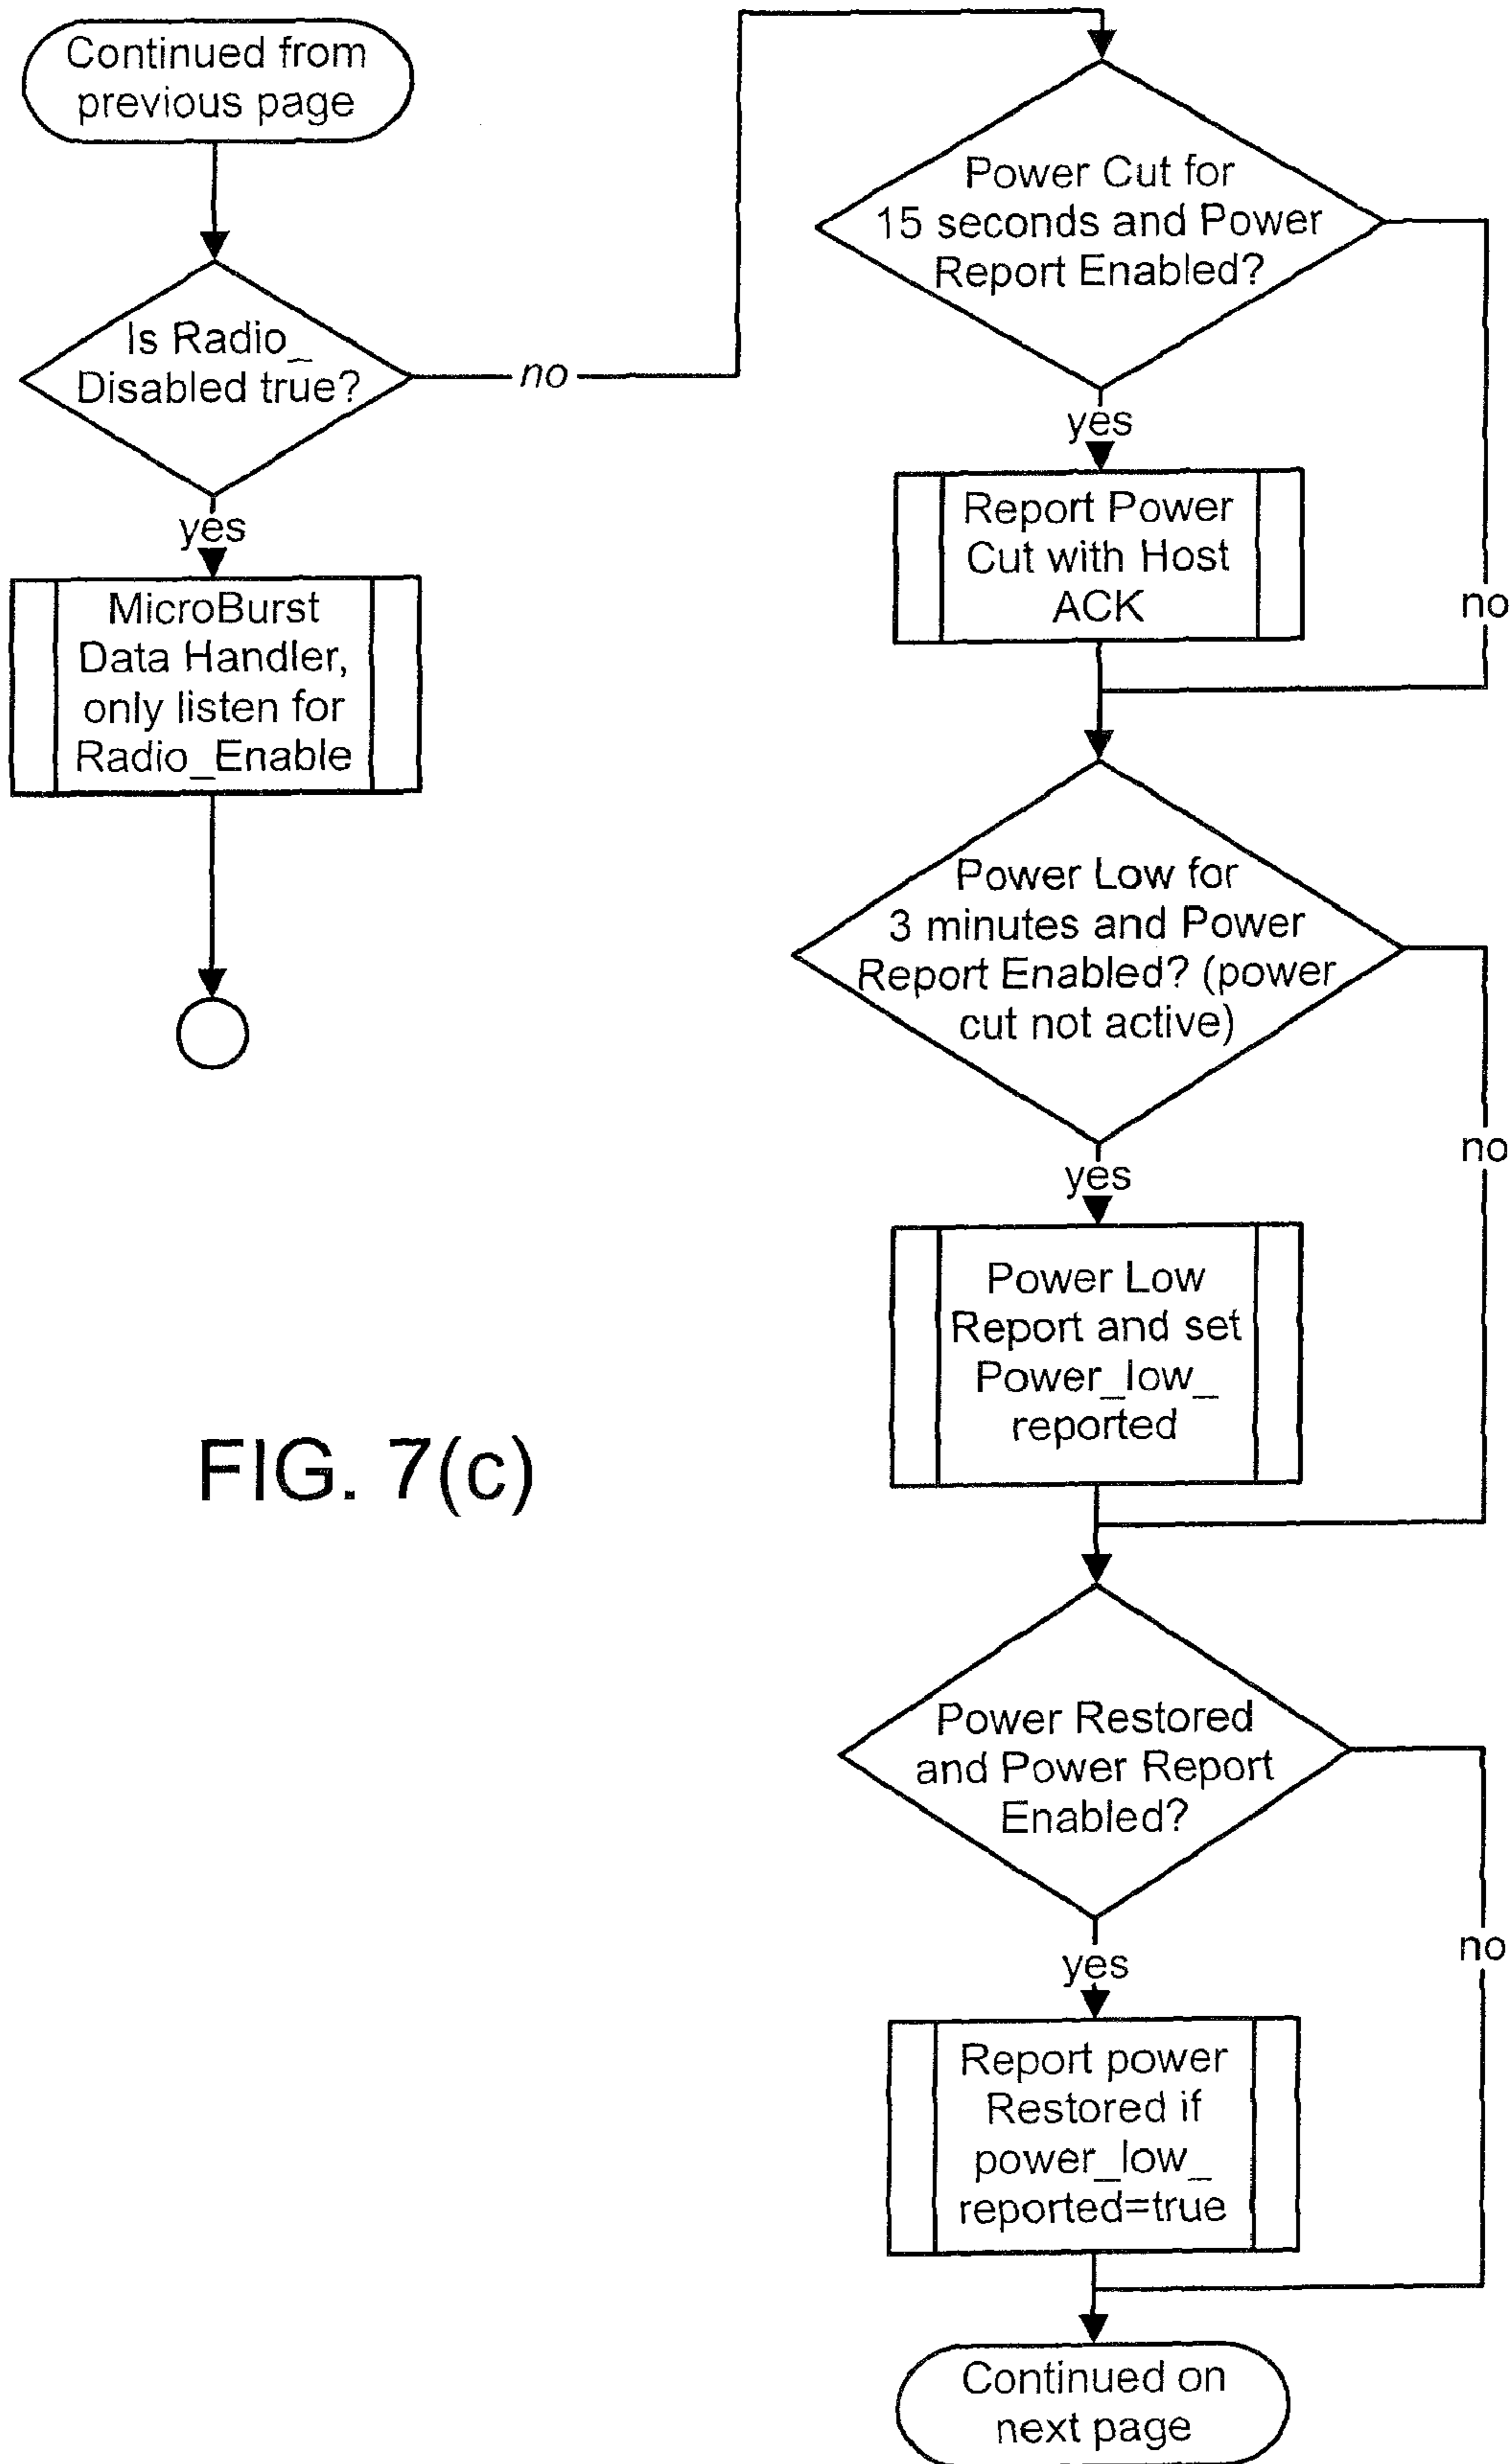 Continued from
previous page
Is Radio_
Disabled true?
no
yes
MicroBurst
Data Handler,
only listen for
Radio_Enable
Power Cut for
15 seconds and Power
Report Enabled?
yes
no
Report Power
Cut with Host
ACK
Power Low for
3 minutes and Power
Report Enabled? (power
cut not active)
yes
no
Power Low
Report and set
Power_low_
reported
Power Restored
and Power Report
Enabled?
yes
no
Report power
Restored if
power_low_
reported=true
Continued on
next page
FIG. 7(c)